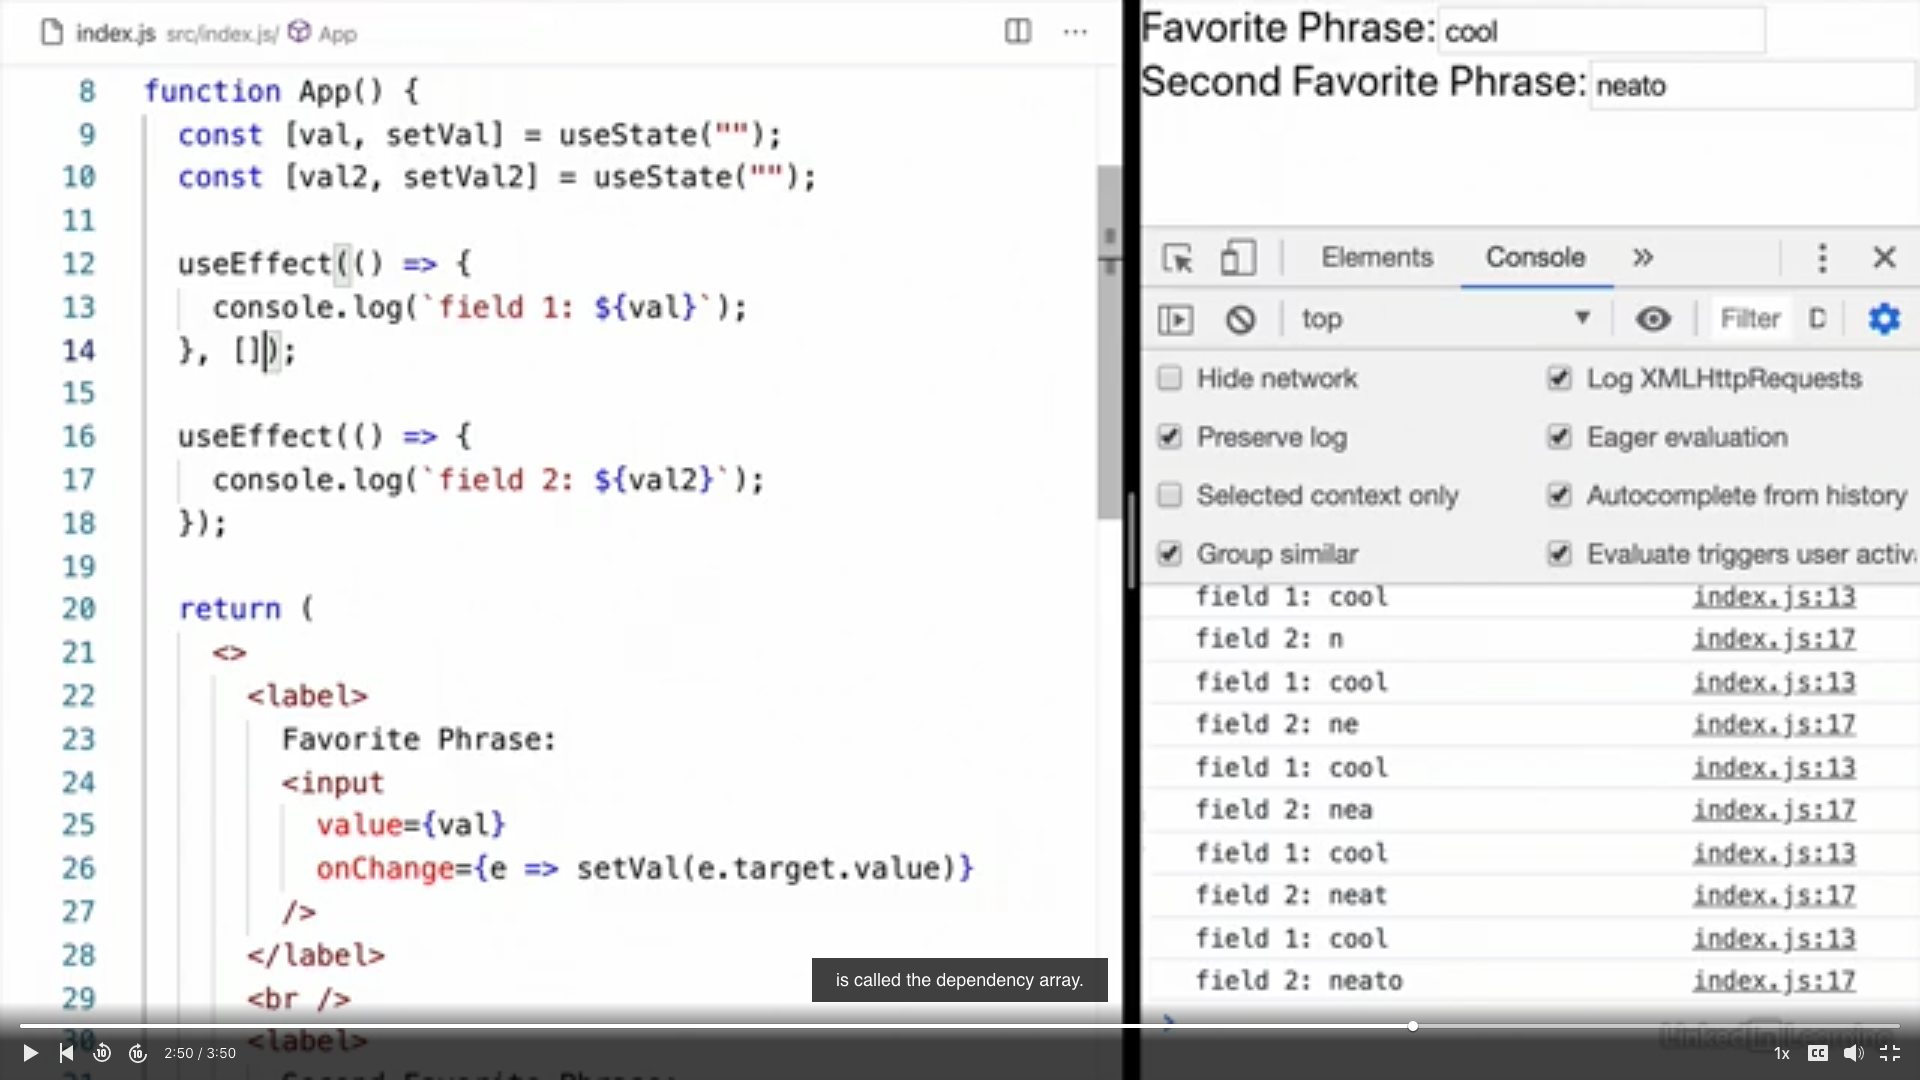 index.js src/index.js/ App
8 function App() {
9 const [val, setVal] = useState("");
10 const [val2, setVal2] = useState("");
11
12 useEffect(() => {
13 console.log(`field 1: ${val}`);
14 }, []);
15
16 useEffect(() => {
17 console.log(`field 2: ${val2}`);
18 });
19
20 return (
21 <>
22 <label>
23 Favorite Phrase:
24 <input
25 value={val}
26 onChange={e => setVal(e.target.value)}
27 />
28 </label>
29 <br />
30 <label>
is called the dependency array.
2:50 / 3:50
Favorite Phrase: cool
Second Favorite Phrase: neato
Elements Console »
top Filter D
Hide network Log XMLHttpRequests
Preserve log Eager evaluation
Selected context only Autocomplete from history
Group similar Evaluate triggers user activ
field 1: cool index.js:13
field 2: n index.js:17
field 1: cool index.js:13
field 2: ne index.js:17
field 1: cool index.js:13
field 2: nea index.js:17
field 1: cool index.js:13
field 2: neat index.js:17
field 1: cool index.js:13
field 2: neato index.js:17
LinkedIn Learning
1x CC